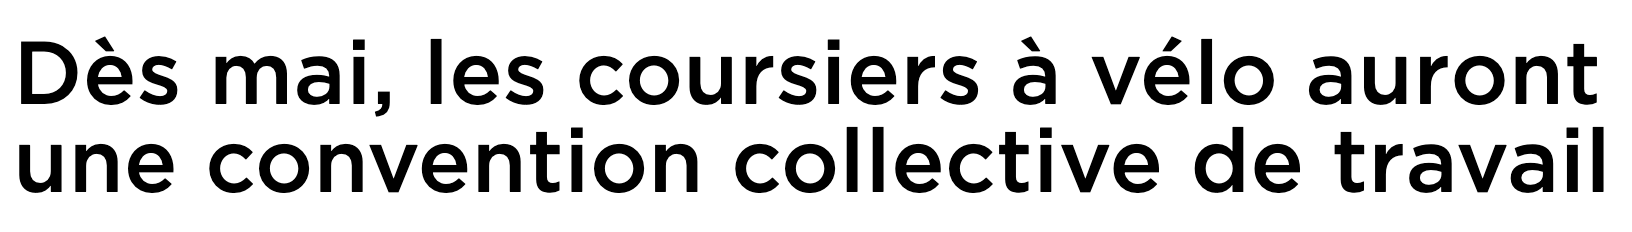 Dès mai, les coursiers à vélo auront
une convention collective de travail